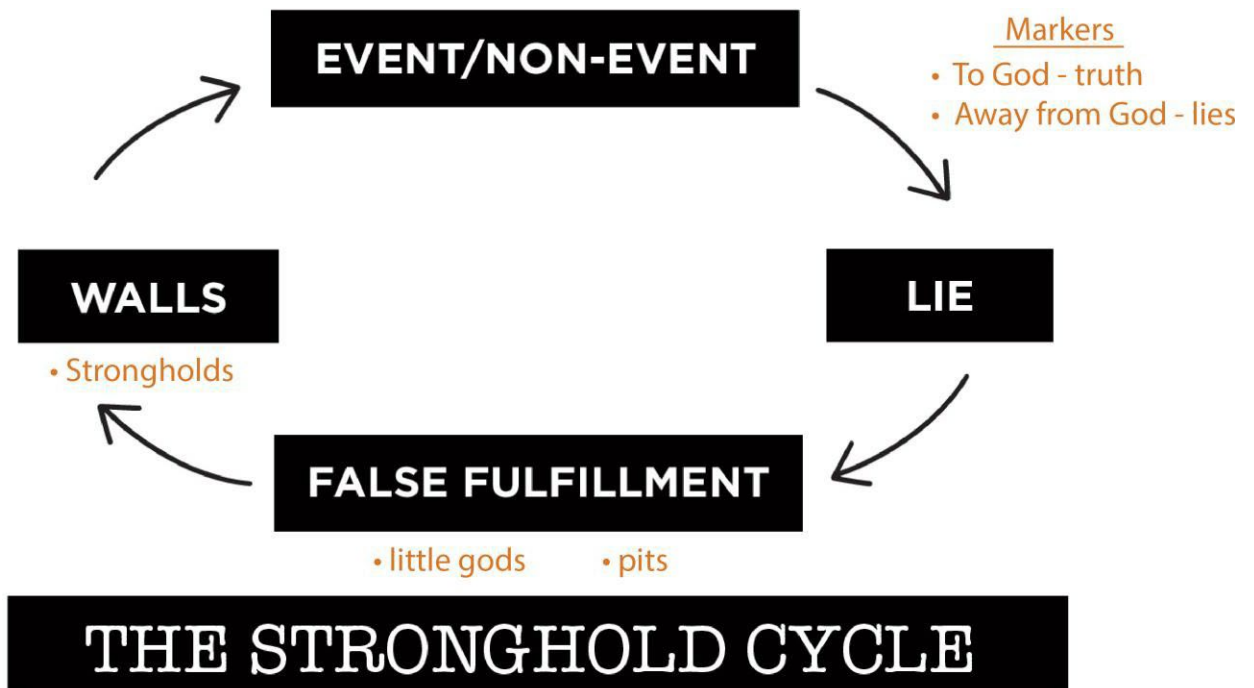 EVENT/NON-EVENT
Markers
• To God - truth
• Away from God - lies
WALLS
• Strongholds
LIE
FALSE FULFILLMENT
• little gods • pits
THE STRONGHOLD CYCLE